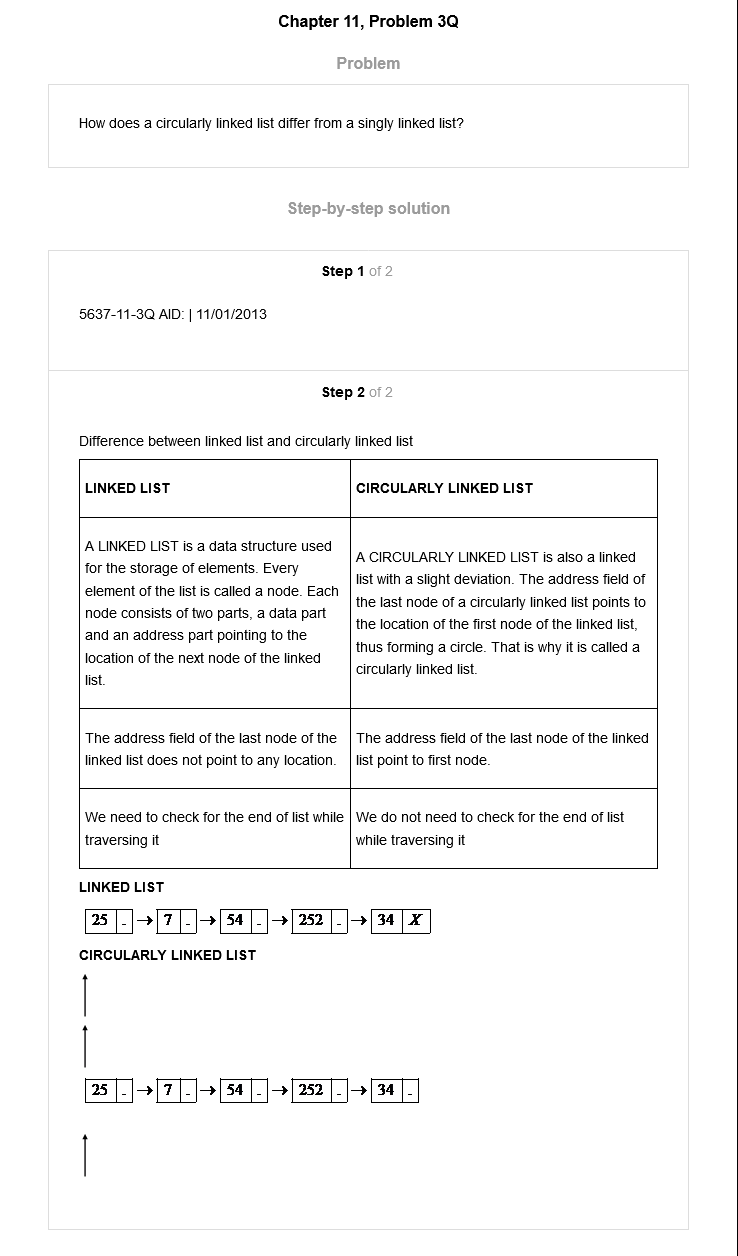 Chapter 11, Problem 3Q
Problem
How does a circularly linked list differ from a singly linked list?
Step-by-step solution
Step 1 of 2
5637-11-3Q AID: | 11/01/2013
Step 2 of 2
Difference between linked list and circularly linked list
LINKED LIST
A LINKED LIST is a data structure used
for the storage of elements. Every
element of the list is called a node. Each
node consists of two parts, a data part
and an address part pointing to the
location of the next node of the linked
list.
CIRCULARLY LINKED LIST
A CIRCULARLY LINKED LIST is also a linked
list with a slight deviation. The address field of
the last node of a circularly linked list points to
the location of the first node of the linked list,
thus forming a circle. That is why it is called a
circularly linked list.
The address field of the last node of the
linked list does not point to any location.
The address field of the last node of the linked
list point to first node.
We need to check for the end of list while
traversing it
We do not need to check for the end of list
while traversing it
LINKED LIST
25 _ → 7 _ → 54 _ → 252 _ → 34 X
CIRCULARLY LINKED LIST
25 _ → 7 _ → 54 _ → 252 _ → 34 _